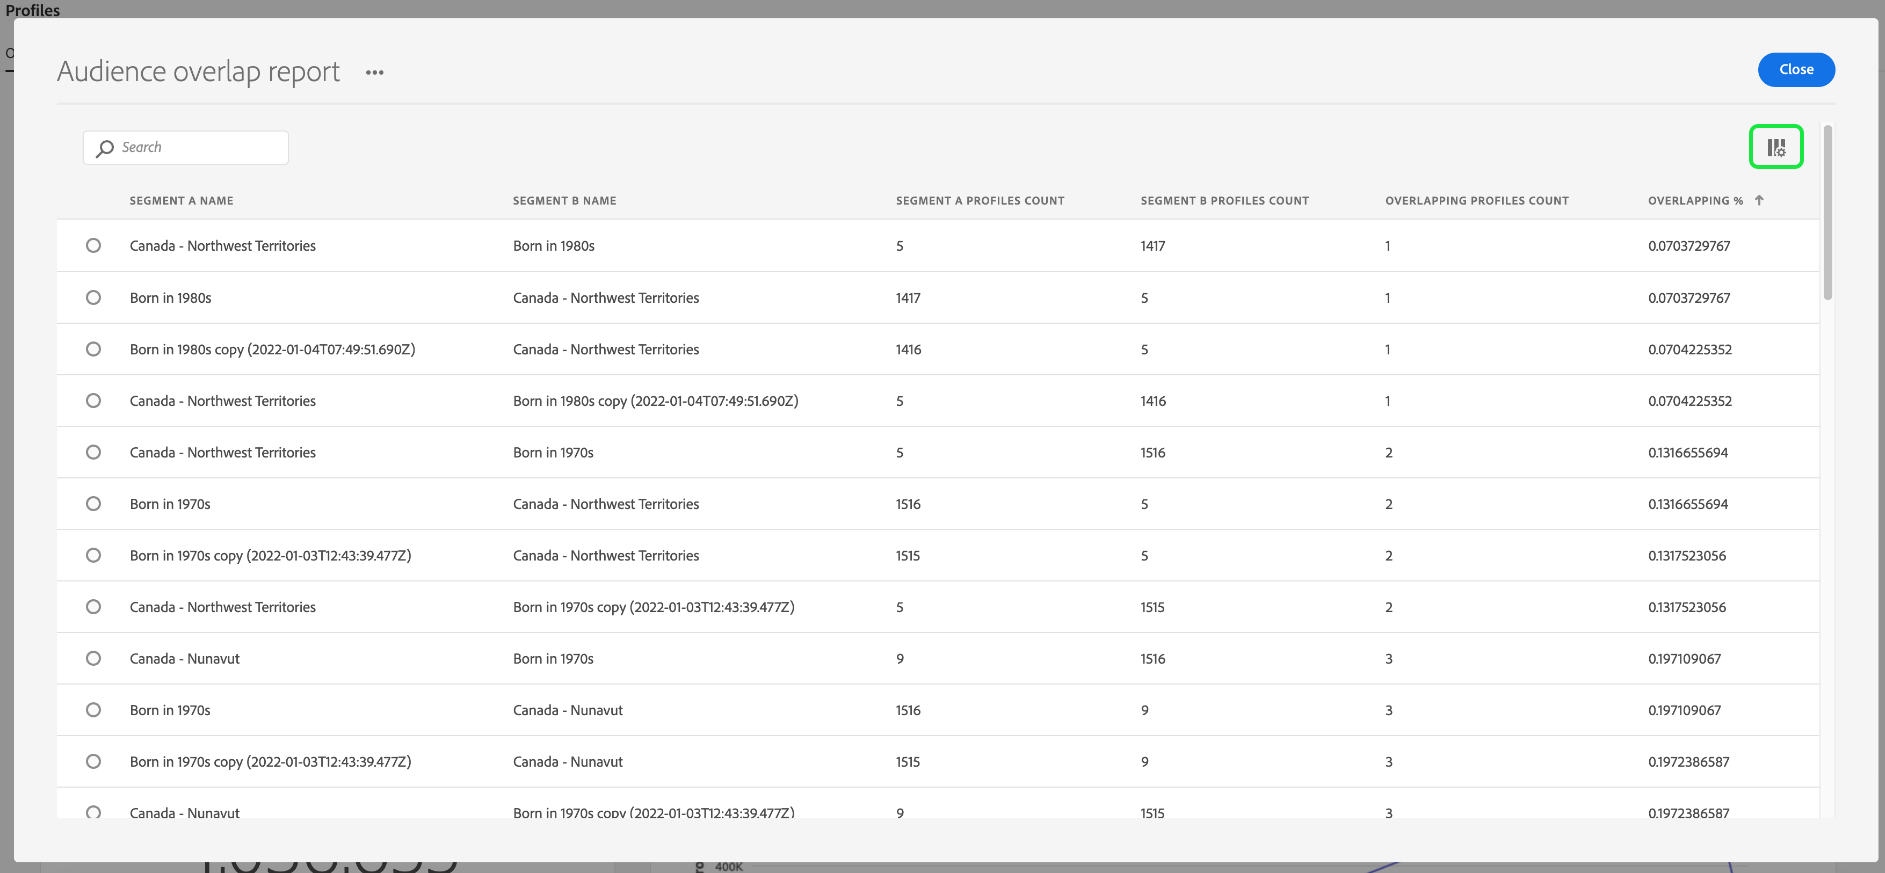 Profiles
Audience overlap report •••
Close
Search
SEGMENT A NAME SEGMENT B NAME SEGMENT A PROFILES COUNT SEGMENT B PROFILES COUNT OVERLAPPING PROFILES COUNT OVERLAPPING % ↑
Canada - Northwest Territories Born in 1980s 5 1417 1 0.0703729767
Born in 1980s Canada - Northwest Territories 1417 5 1 0.0703729767
Born in 1980s copy (2022-01-04T07:49:51.690Z) Canada - Northwest Territories 1416 5 1 0.0704225352
Canada - Northwest Territories Born in 1980s copy (2022-01-04T07:49:51.690Z) 5 1416 1 0.0704225352
Canada - Northwest Territories Born in 1970s 5 1516 2 0.1316655694
Born in 1970s Canada - Northwest Territories 1516 5 2 0.1316655694
Born in 1970s copy (2022-01-03T12:43:39.477Z) Canada - Northwest Territories 1515 5 2 0.1317523056
Canada - Northwest Territories Born in 1970s copy (2022-01-03T12:43:39.477Z) 5 1515 2 0.1317523056
Canada - Nunavut Born in 1970s 9 1516 3 0.197109067
Born in 1970s Canada - Nunavut 1516 9 3 0.197109067
Born in 1970s copy (2022-01-03T12:43:39.477Z) Canada - Nunavut 1515 9 3 0.1972386587
Canada - Nunavut Born in 1970s copy (2022-01-03T12:43:39.477Z) 9 1515 3 0.1972386587
400K